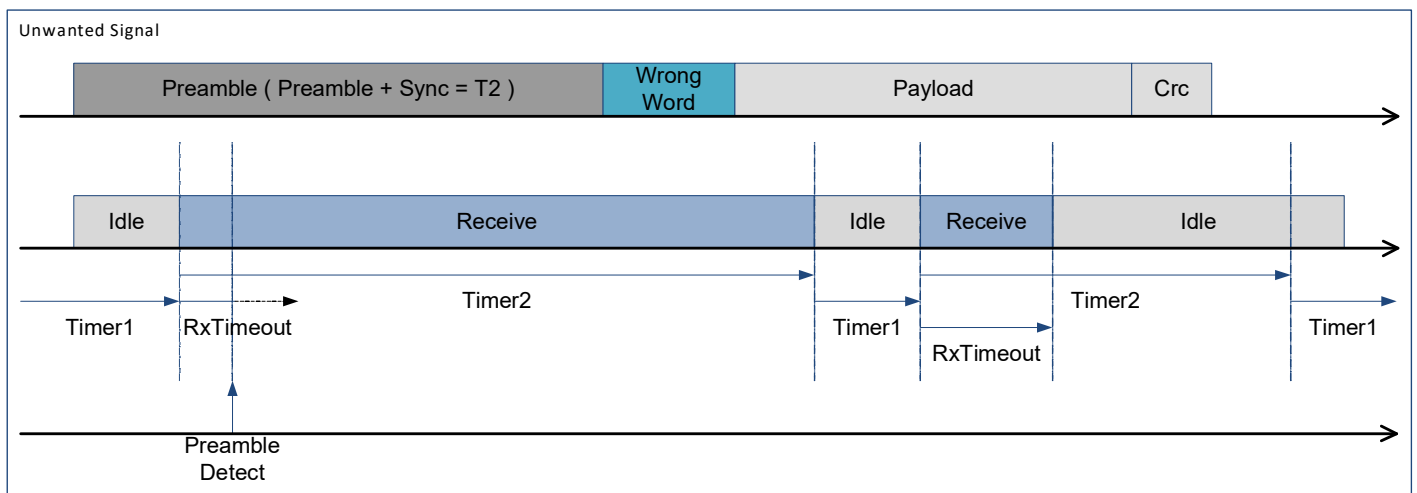 Unwanted Signal
Preamble ( Preamble + Sync = T2 )
Wrong
Word
Payload
Crc
Idle
Receive
Idle
Receive
Idle
Timer2
Timer2
Timer1
RxTimeout
Timer1
Timer1
RxTimeout
Preamble
Detect